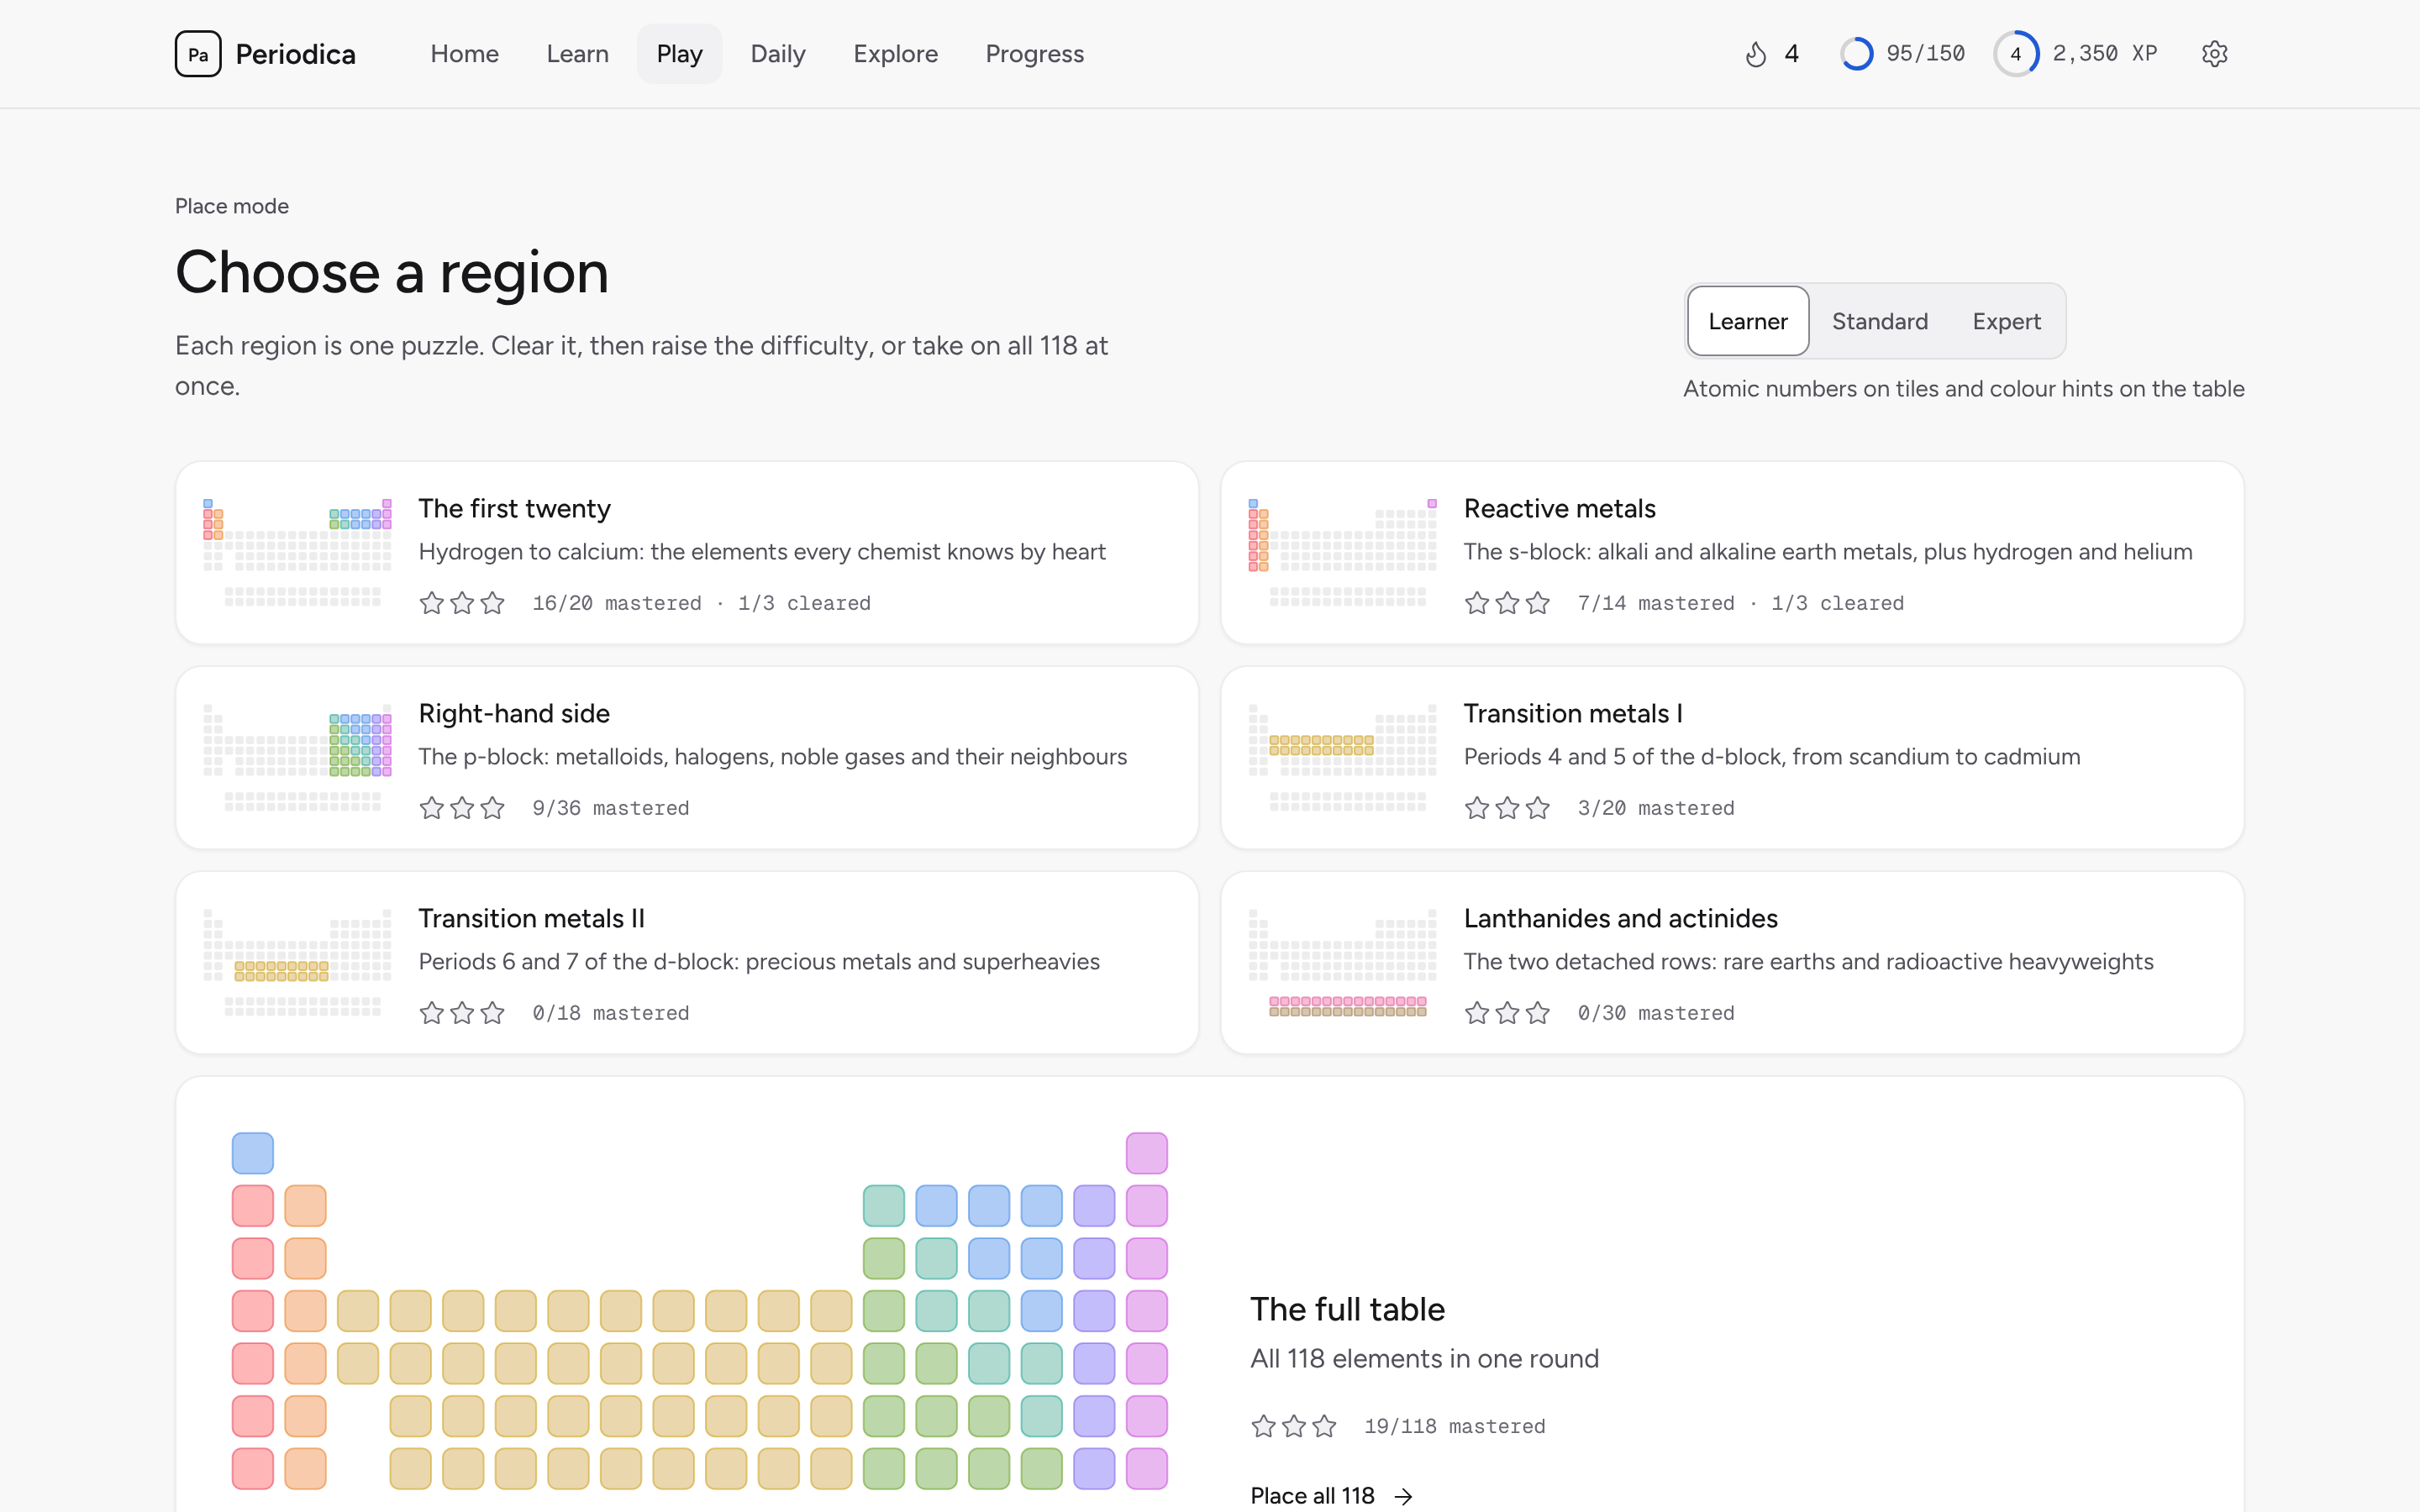 Pa Periodica Home Learn Play Daily Explore Progress 4 95/150 4 2,350 XP
Place mode
Choose a region
Each region is one puzzle. Clear it, then raise the difficulty, or take on all 118 at
once.
Learner Standard Expert
Atomic numbers on tiles and colour hints on the table
The first twenty
Hydrogen to calcium: the elements every chemist knows by heart
16/20 mastered · 1/3 cleared
Reactive metals
The s-block: alkali and alkaline earth metals, plus hydrogen and helium
7/14 mastered · 1/3 cleared
Right-hand side
The p-block: metalloids, halogens, noble gases and their neighbours
9/36 mastered
Transition metals I
Periods 4 and 5 of the d-block, from scandium to cadmium
3/20 mastered
Transition metals II
Periods 6 and 7 of the d-block: precious metals and superheavies
0/18 mastered
Lanthanides and actinides
The two detached rows: rare earths and radioactive heavyweights
0/30 mastered
The full table
All 118 elements in one round
19/118 mastered
Place all 118 →